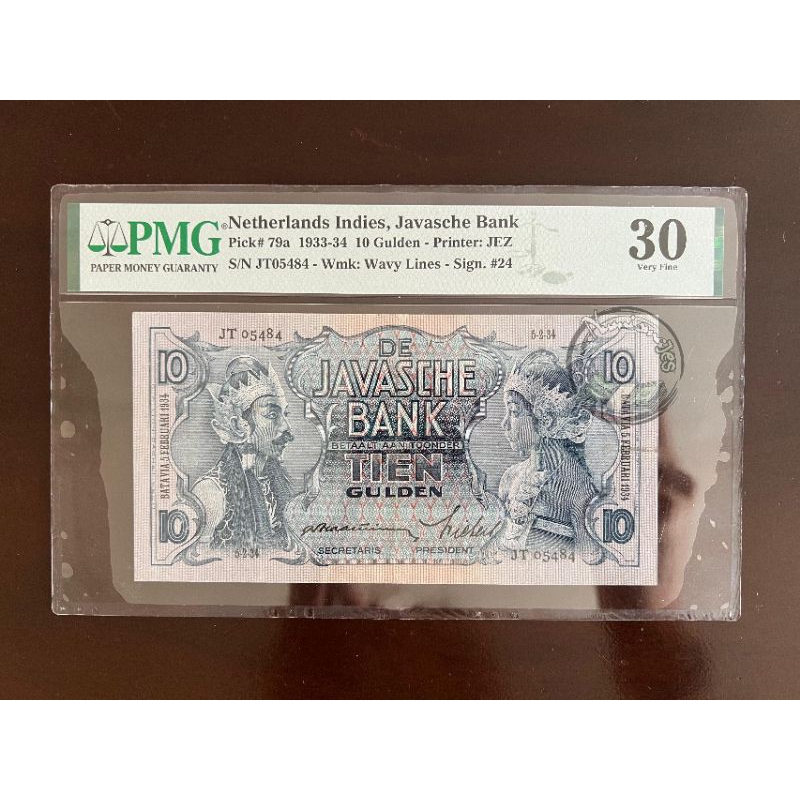 PMG
PAPER MONEY GUARANTY
Netherlands Indies, Javasche Bank
Pick# 79a 1933-34 10 Gulden - Printer: JEZ
S/N JT05484 - Wmk: Wavy Lines - Sign. #24
30
Very Fine
JT 05484
5-2-34
10
10
DE
JAVASCHE
BANK
BETAALT AAN TOONDER
TIEN
GULDEN
BATAVIA 5 FEBRUARI 1934
BATAVIA 5 FEBRUARI 1934
10
10
5-2-34
SECRETARIS
PRESIDENT
JT 05484